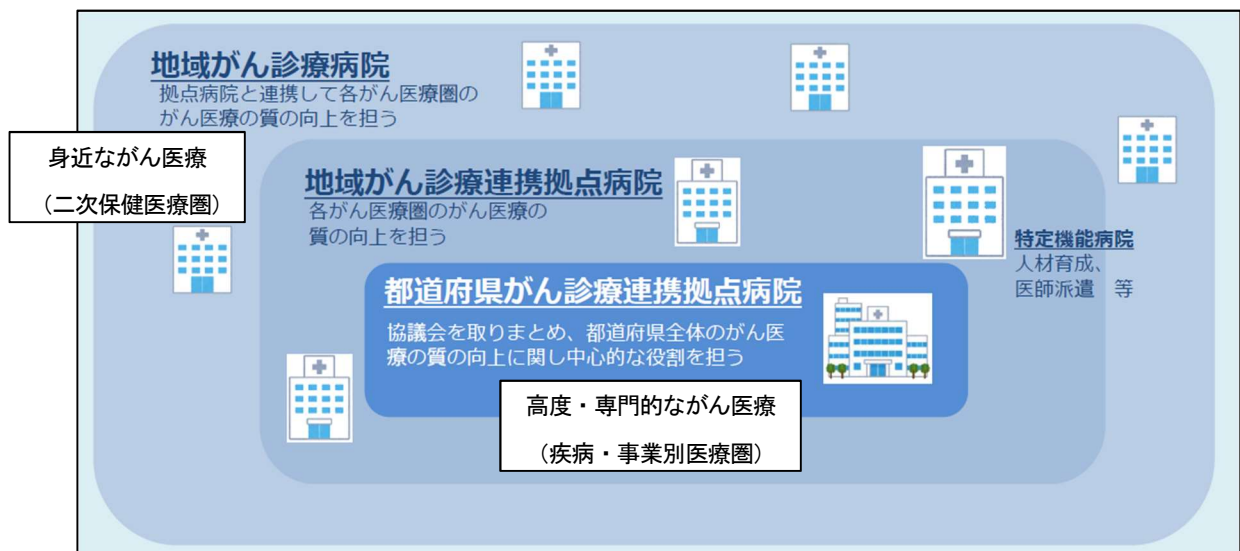 地域がん診療病院
拠点病院と連携して各がん医療圏の
がん医療の質の向上を担う
身近ながん医療
（二次保健医療圏）
地域がん診療連携拠点病院
各がん医療圏のがん医療の
質の向上を担う
特定機能病院
人材育成、
医師派遣　等
都道府県がん診療連携拠点病院
協議会を取りまとめ、都道府県全体のがん医
療の質の向上に関し中心的な役割を担う
高度・専門的ながん医療
（疾病・事業別医療圏）